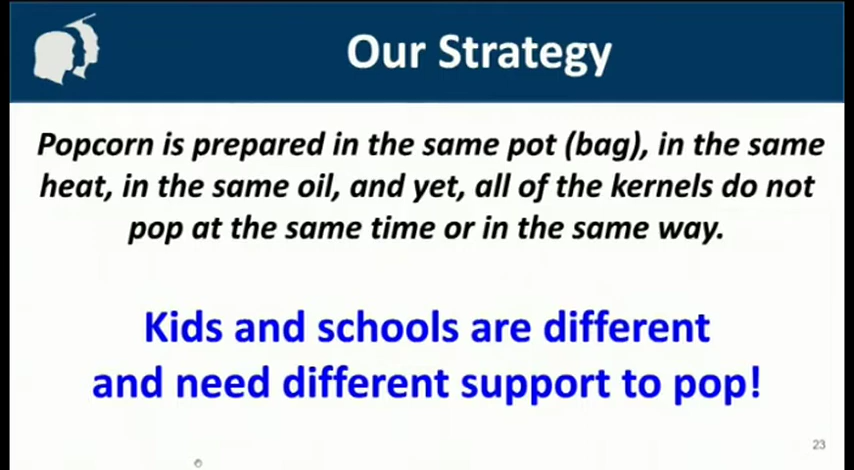 Our Strategy
Popcorn is prepared in the same pot (bag), in the same
heat, in the same oil, and yet, all of the kernels do not
pop at the same time or in the same way.
Kids and schools are different
and need different support to pop!
23